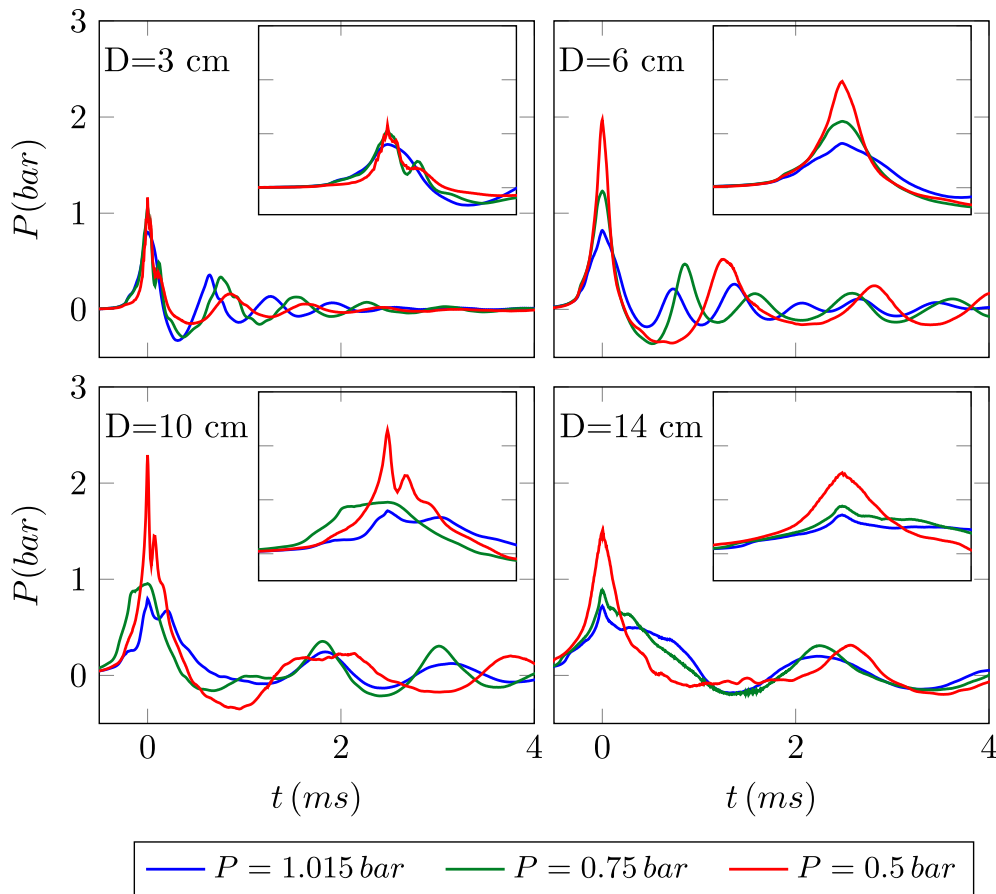 3
D=3 cm
D=6 cm
2
P(bar)
1
0
3
D=10 cm
D=14 cm
2
P(bar)
1
0
0 2 4 0 2 4
t (ms) t (ms)
P = 1.015 bar P = 0.75 bar P = 0.5 bar